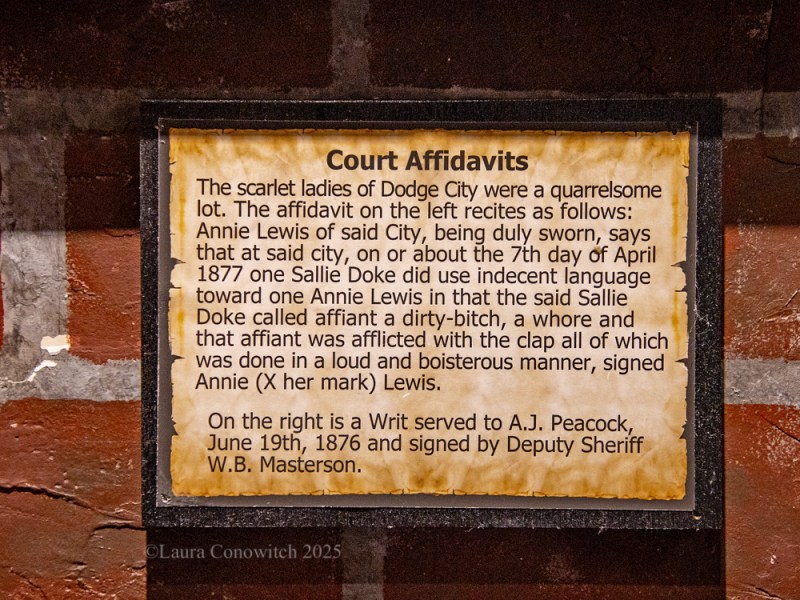 Court Affidavits
The scarlet ladies of Dodge City were a quarrelsome
lot. The affidavit on the left recites as follows:
Annie Lewis of said City, being duly sworn, says
that at said city, on or about the 7th day of April
1877 one Sallie Doke did use indecent language
toward one Annie Lewis in that the said Sallie
Doke called affiant a dirty-bitch, a whore and
that affiant was afflicted with the clap all of which
was done in a loud and boisterous manner, signed
Annie (X her mark) Lewis.
On the right is a Writ served to A.J. Peacock,
June 19th, 1876 and signed by Deputy Sheriff
W.B. Masterson.
©Laura Conowitch 2025